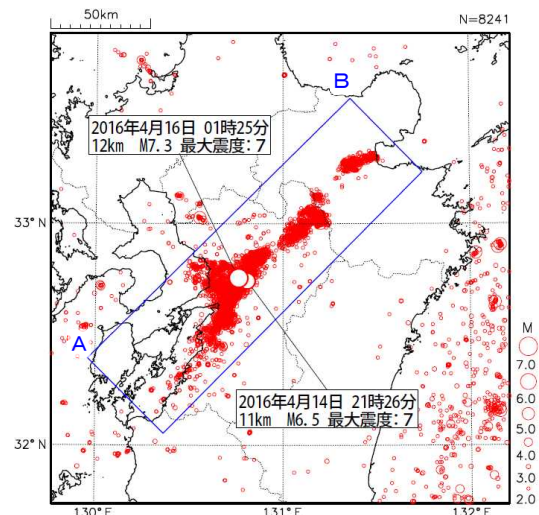 50km
N=8241
B
2016年4月16日 01時25分
12km M7.3 最大震度：７
33°N
A
2016年4月14日 21時26分
11km M6.5 最大震度：７
32°N
130°E
131°E
132°E
M
7.0
6.0
5.0
4.0
3.0
2.0